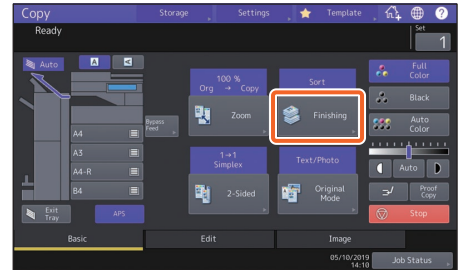 Copy Storage Settings Template ?
Ready
Set
1
Auto A A
100 %
Org → Copy
Zoom
Sort
Finishing
Full
Color
Black
Auto
Color
Bypass
Feed
A4
A3
A4-R
B4
1→1
Simplex
2-Sided
Text/Photo
Original
Mode
Auto
Proof
Copy
Exit
Tray
APS
Stop
Basic Edit Image
05/10/2019
14:10
Job Status